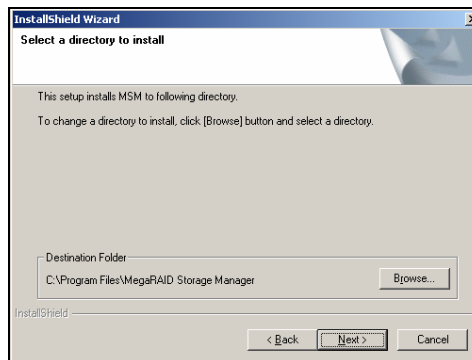 InstallShield Wizard
Select a directory to install
This setup installs MSM to following directory.
To change a directory to install, click [Browse] button and select a directory.
Destination Folder
C:\Program Files\MegaRAID Storage Manager
Browse...
InstallShield
< Back
Next >
Cancel